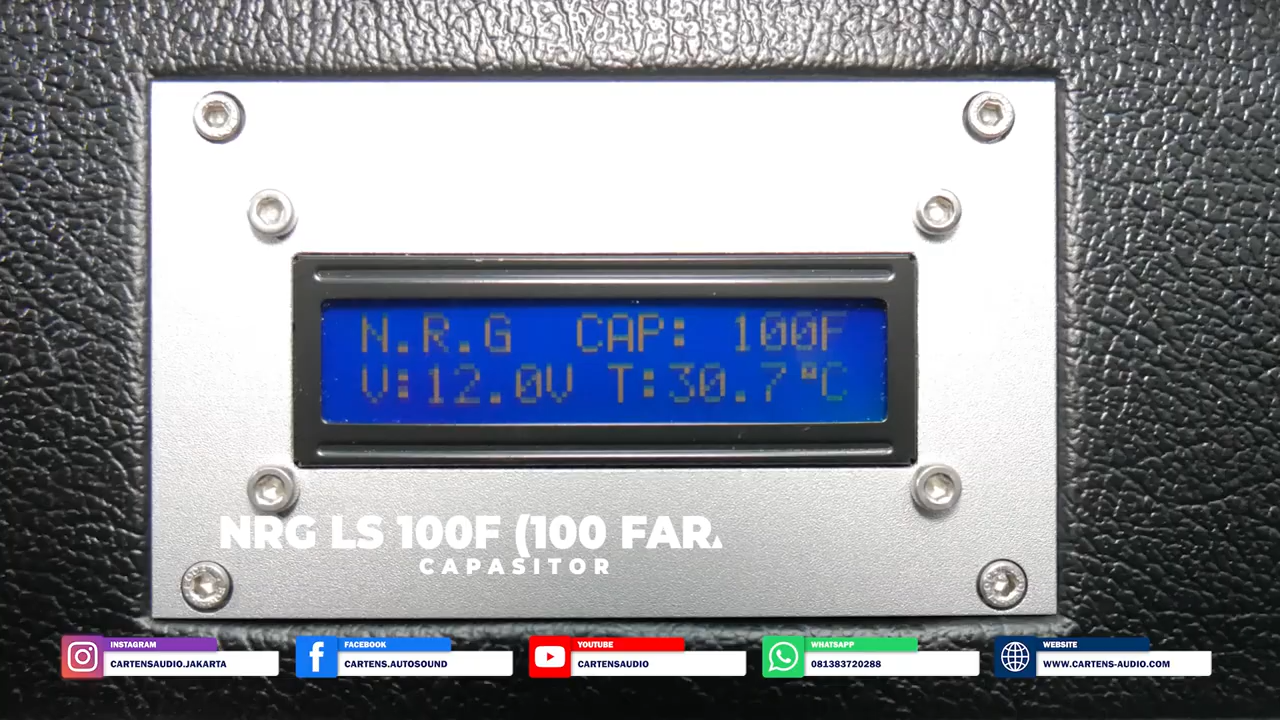 N.R.G CAP: 100F
V:12.0V T:30.7°C
NRG LS 100F (100 FAR
CAPASITOR
INSTAGRAM
CARTENSAUDIO.JAKARTA
FACEBOOK
CARTENS.AUTOSOUND
YOUTUBE
CARTENSAUDIO
WHATSAPP
081383720288
WEBSITE
WWW.CARTENS-AUDIO.COM